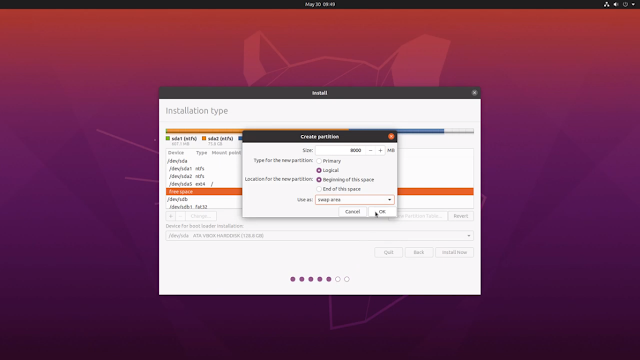 May 30 09:49
Install
Installation type
sda1 (ntfs)
sda2 (ntfs)
607.1 MB
75.0 GB
Create partition
Size: 8000 − + MB
Type for the new partition: Primary
Logical
Location for the new partition: Beginning of this space
End of this space
Use as: swap area
Cancel
OK
Device Type Mount point
/dev/sda
/dev/sda1 ntfs
/dev/sda2 ntfs
/dev/sda5 ext4 /
free space
/dev/sdb
/dev/sdb1 fat32
+ - Change...
Partition Table...
Revert
Device for boot loader installation:
/dev/sda ATA VBOX HARDDISK (128.8 GB)
Quit
Back
Install Now